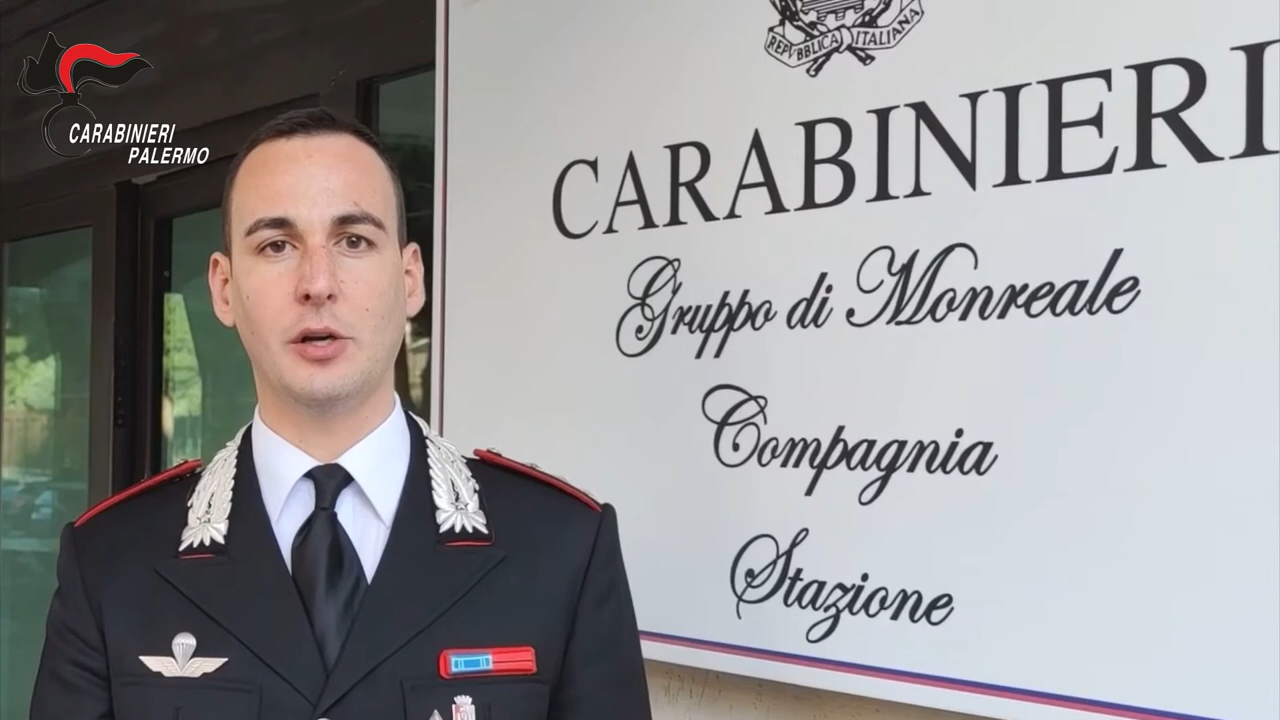 CARABINIERI
PALERMO
REPVBBLICA ITALIANA
CARABINIERI
Gruppo di Monreale
Compagnia
Stazione